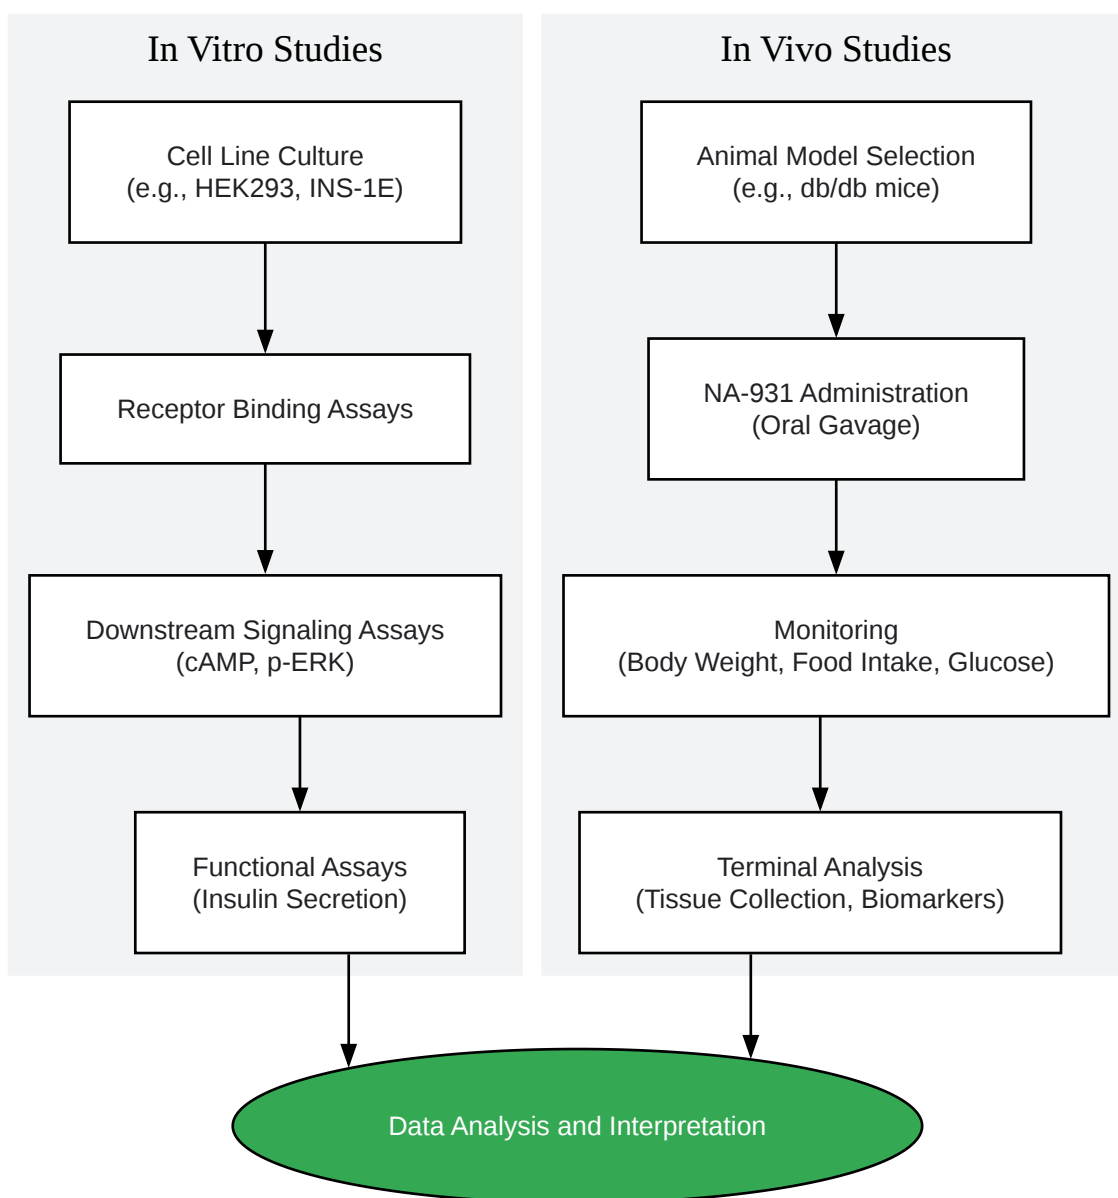 In Vitro Studies
Cell Line Culture
(e.g., HEK293, INS-1E)
Receptor Binding Assays
Downstream Signaling Assays
(cAMP, p-ERK)
Functional Assays
(Insulin Secretion)
In Vivo Studies
Animal Model Selection
(e.g., db/db mice)
NA-931 Administration
(Oral Gavage)
Monitoring
(Body Weight, Food Intake, Glucose)
Terminal Analysis
(Tissue Collection, Biomarkers)
Data Analysis and Interpretation